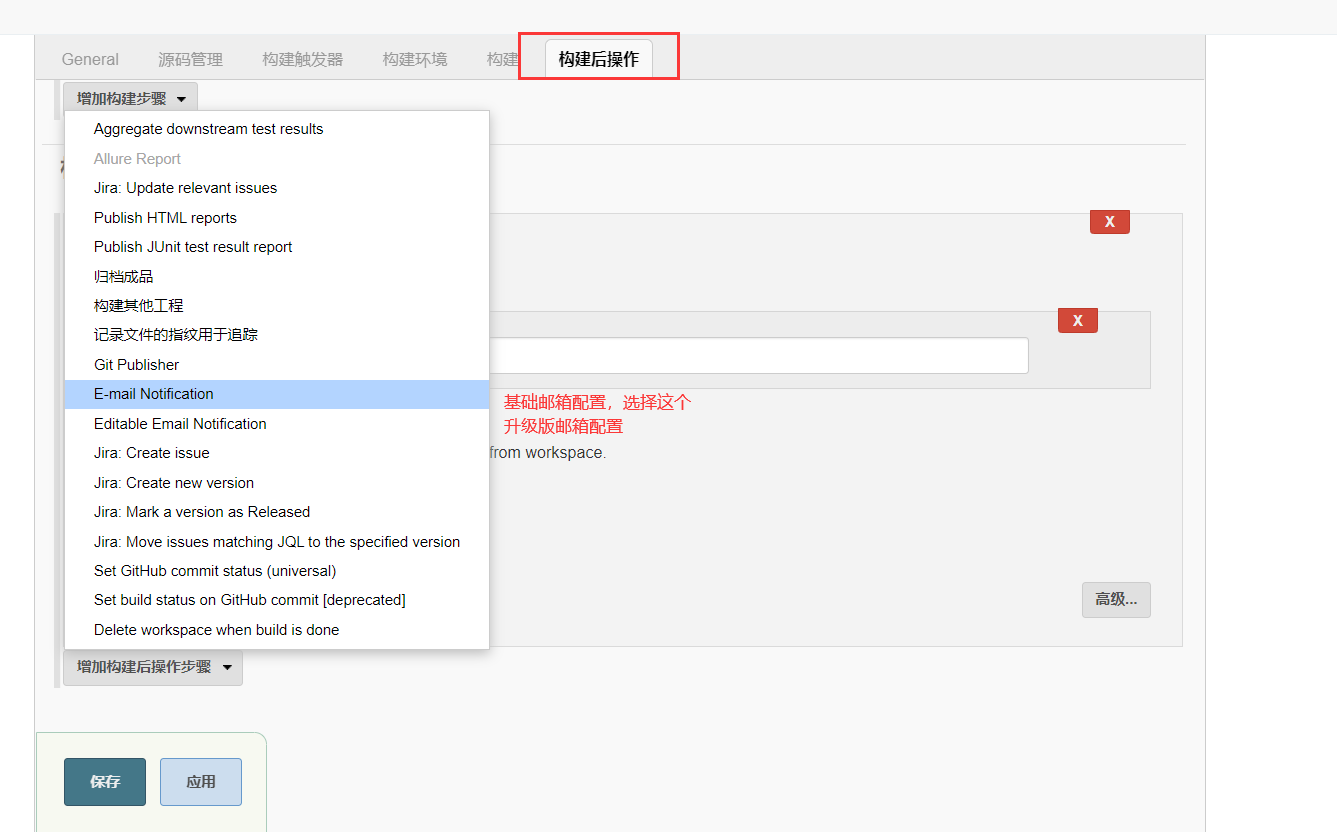 General 源码管理 构建触发器 构建环境 构建 构建后操作
增加构建步骤
Aggregate downstream test results
Allure Report
Jira: Update relevant issues
Publish HTML reports
X
Publish JUnit test result report
归档成品
构建其他工程
X
记录文件的指纹用于追踪
Git Publisher
E-mail Notification
基础邮箱配置，选择这个
Editable Email Notification
升级版邮箱配置
Jira: Create issue
from workspace.
Jira: Create new version
Jira: Mark a version as Released
Jira: Move issues matching JQL to the specified version
Set GitHub commit status (universal)
Set build status on GitHub commit [deprecated]
高级...
Delete workspace when build is done
增加构建后操作步骤
保存 应用